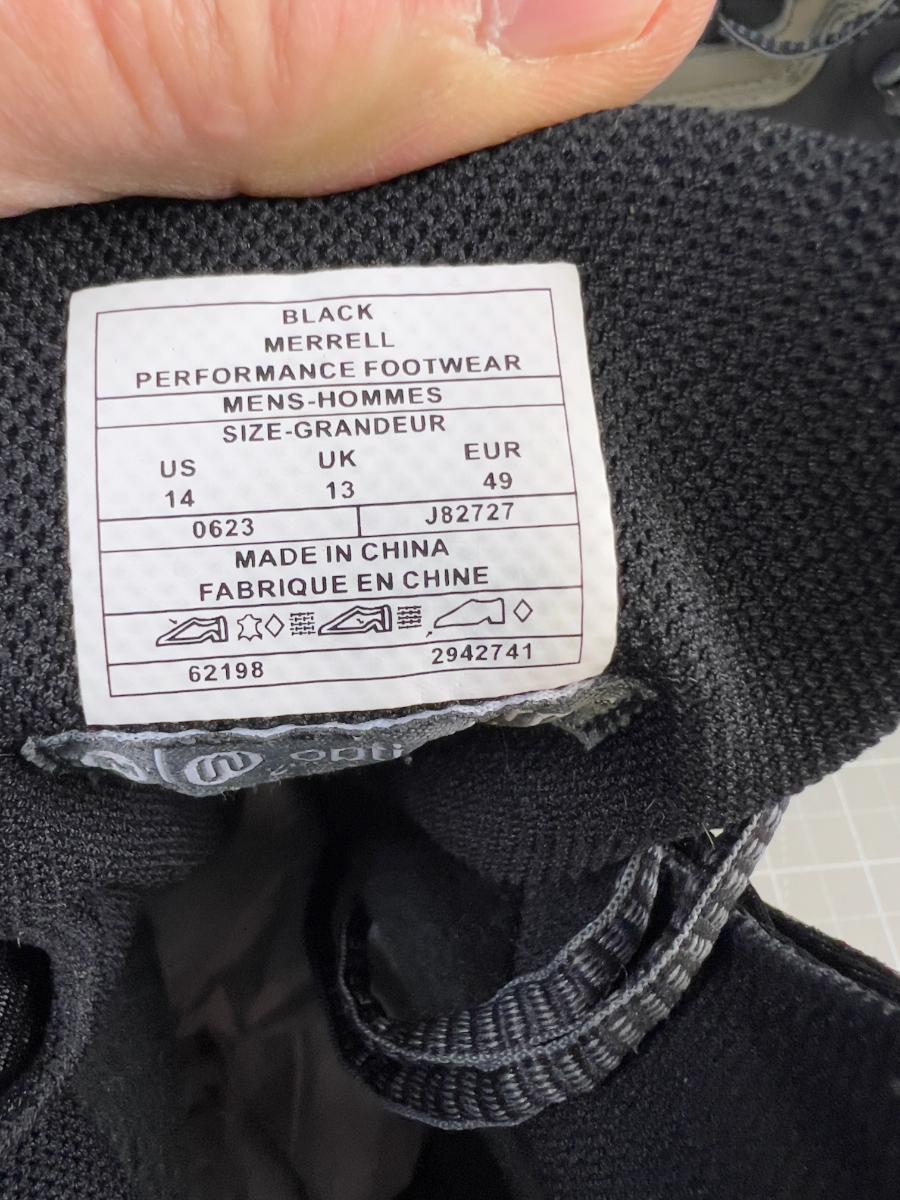 BLACK
MERRELL
PERFORMANCE FOOTWEAR
MENS-HOMMES
SIZE-GRANDEUR
US UK EUR
14 13 49
0623 J82727
MADE IN CHINA
FABRIQUE EN CHINE
62198 2942741
opti